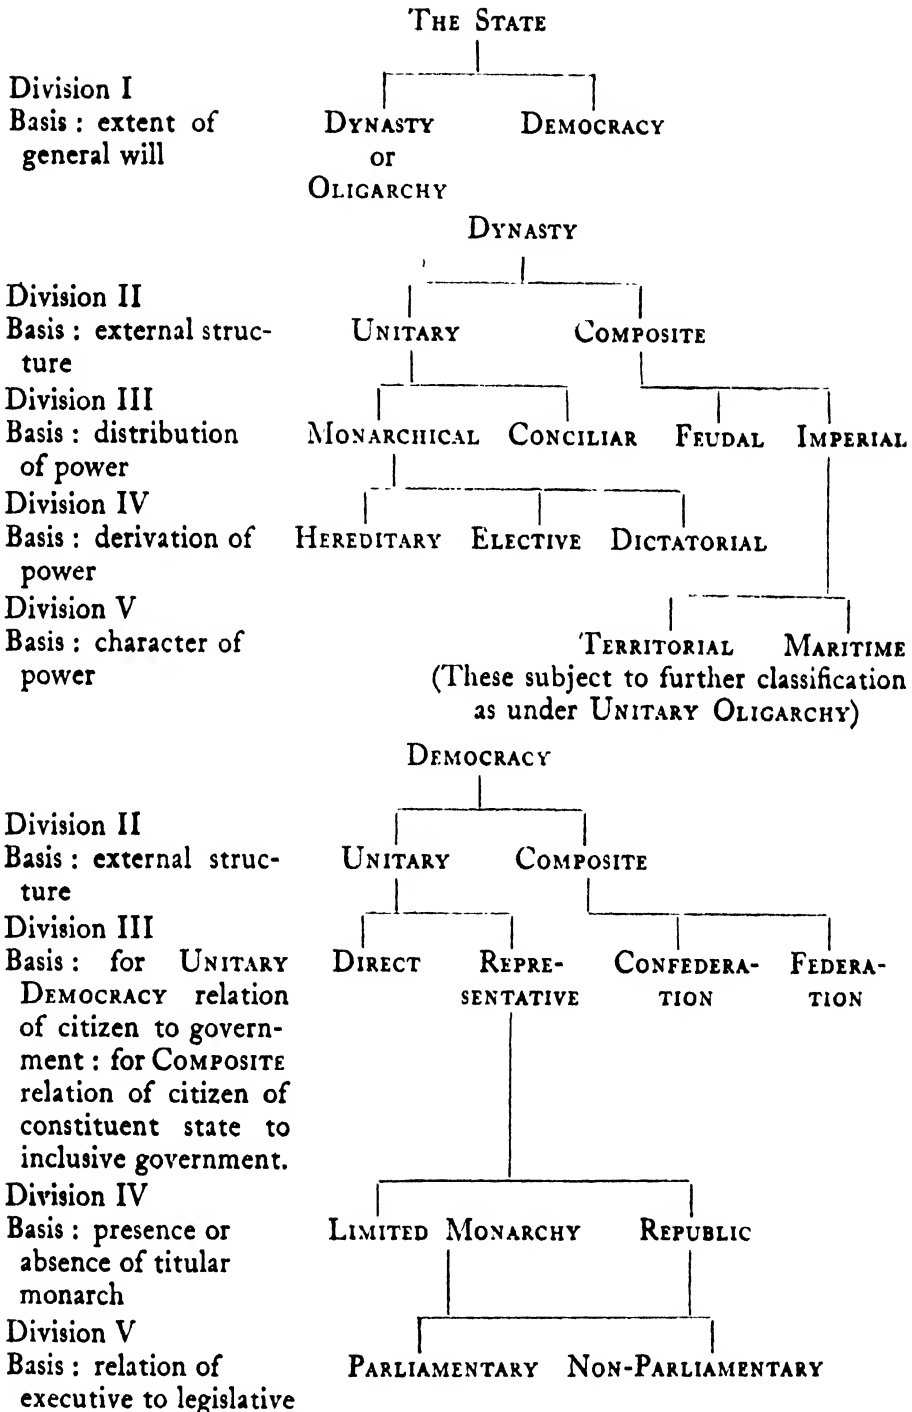 THE STATE
Division I
Basis : extent of
general will
DYNASTY
or
OLIGARCHY
DEMOCRACY
DYNASTY
Division II
Basis : external struc-
ture
UNITARY COMPOSITE
Division III
Basis : distribution
of power
MONARCHICAL CONCILIAR FEUDAL IMPERIAL
Division IV
Basis : derivation of
power
HEREDITARY ELECTIVE DICTATORIAL
Division V
Basis : character of
power
TERRITORIAL MARITIME
(These subject to further classification
as under UNITARY OLIGARCHY)
DEMOCRACY
Division II
Basis : external struc-
ture
UNITARY COMPOSITE
Division III
Basis : for UNITARY
DEMOCRACY relation
of citizen to govern-
ment : for COMPOSITE
relation of citizen of
constituent state to
inclusive government.
DIRECT
REPRE-
SENTATIVE
CONFEDERA-
TION
FEDERA-
TION
Division IV
Basis : presence or
absence of titular
monarch
LIMITED MONARCHY REPUBLIC
Division V
Basis : relation of
executive to legislative
PARLIAMENTARY NON-PARLIAMENTARY